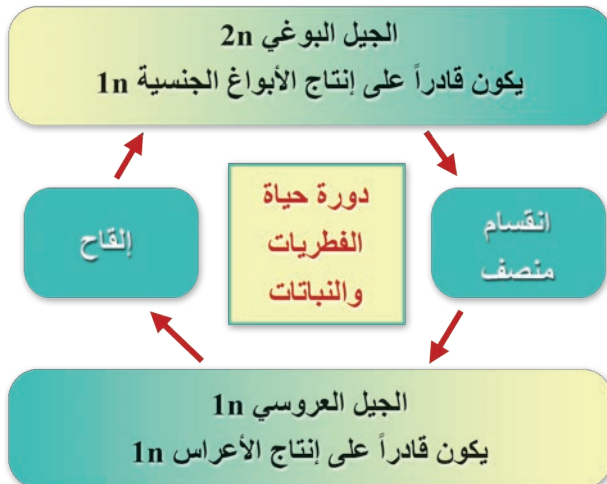 الجيل البوغي 2n
يكون قادراً على إنتاج الأبواغ الجنسية 1n
انقسام
منصف
دورة حياة
الفطريات
والنباتات
إلقاح
الجيل العروسي 1n
يكون قادراً على إنتاج الأعراس 1n